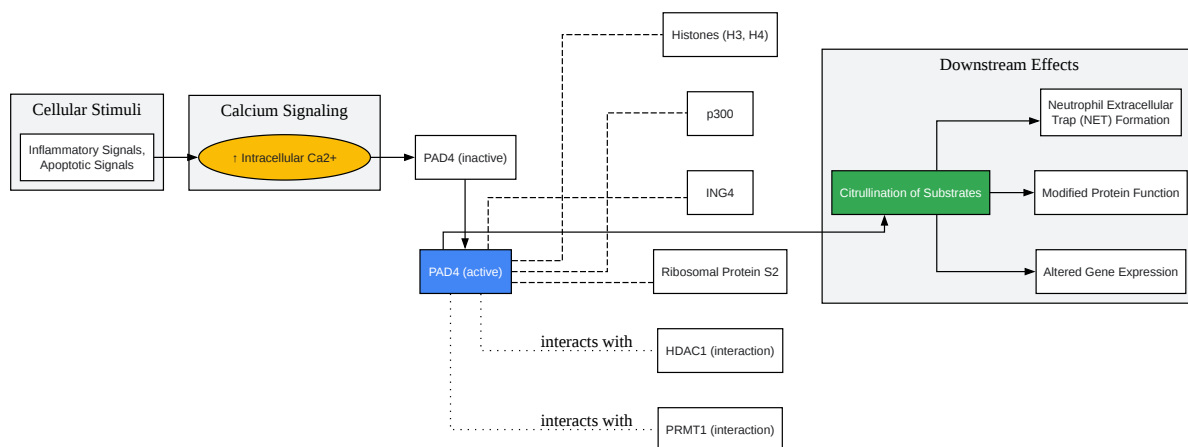 Cellular Stimuli
Inflammatory Signals,
Apoptotic Signals
Calcium Signaling
↑ Intracellular Ca2+
PAD4 (inactive)
PAD4 (active)
Histones (H3, H4)
p300
ING4
Ribosomal Protein S2
interacts with
HDAC1 (interaction)
interacts with
PRMT1 (interaction)
Downstream Effects
Citrullination of Substrates
Neutrophil Extracellular
Trap (NET) Formation
Modified Protein Function
Altered Gene Expression